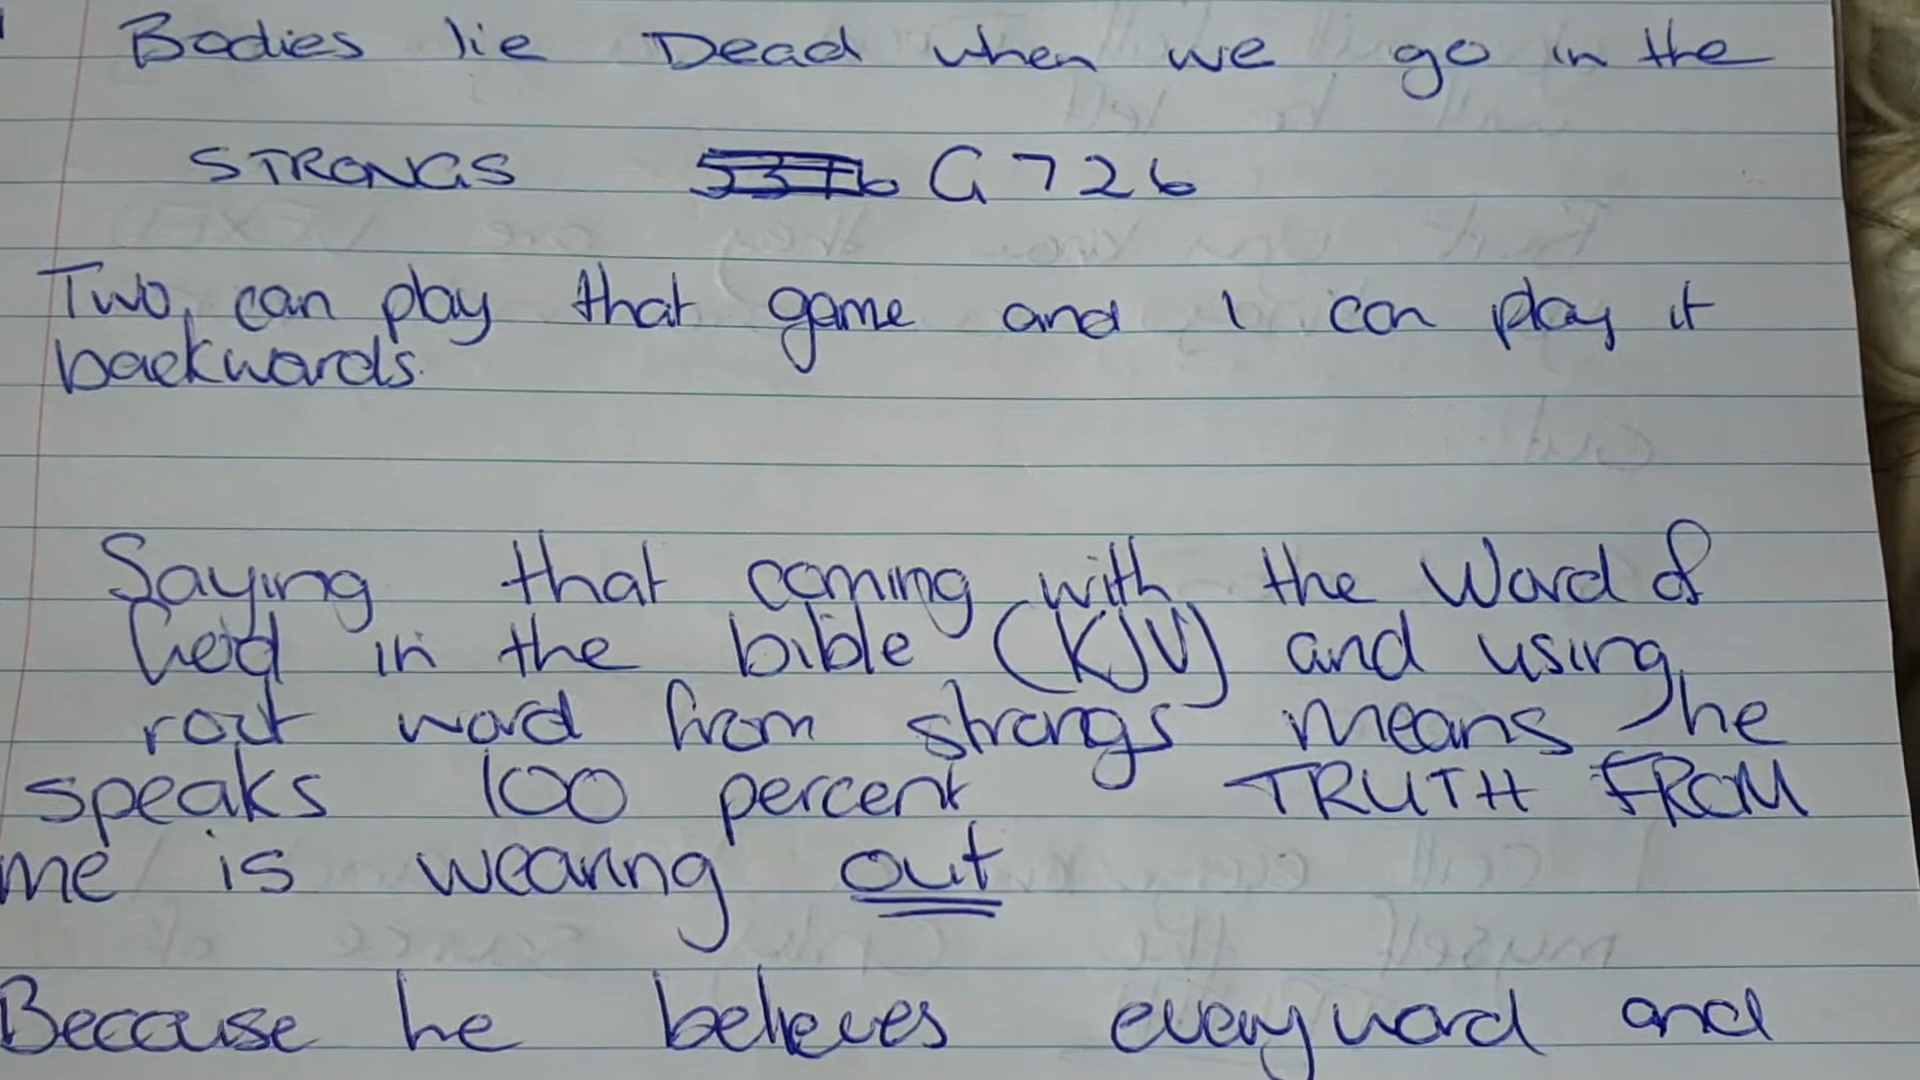 Bodies lie Dead when we go in the
STRONGS 5376 G726
Two, can play that game and I can play it
backwards.
Saying that coming with the Word of
God in the bible (KJV) and using
root word from strongs means he
speaks 100 percent TRUTH FROM
me is wearing out
Because he believes every word and